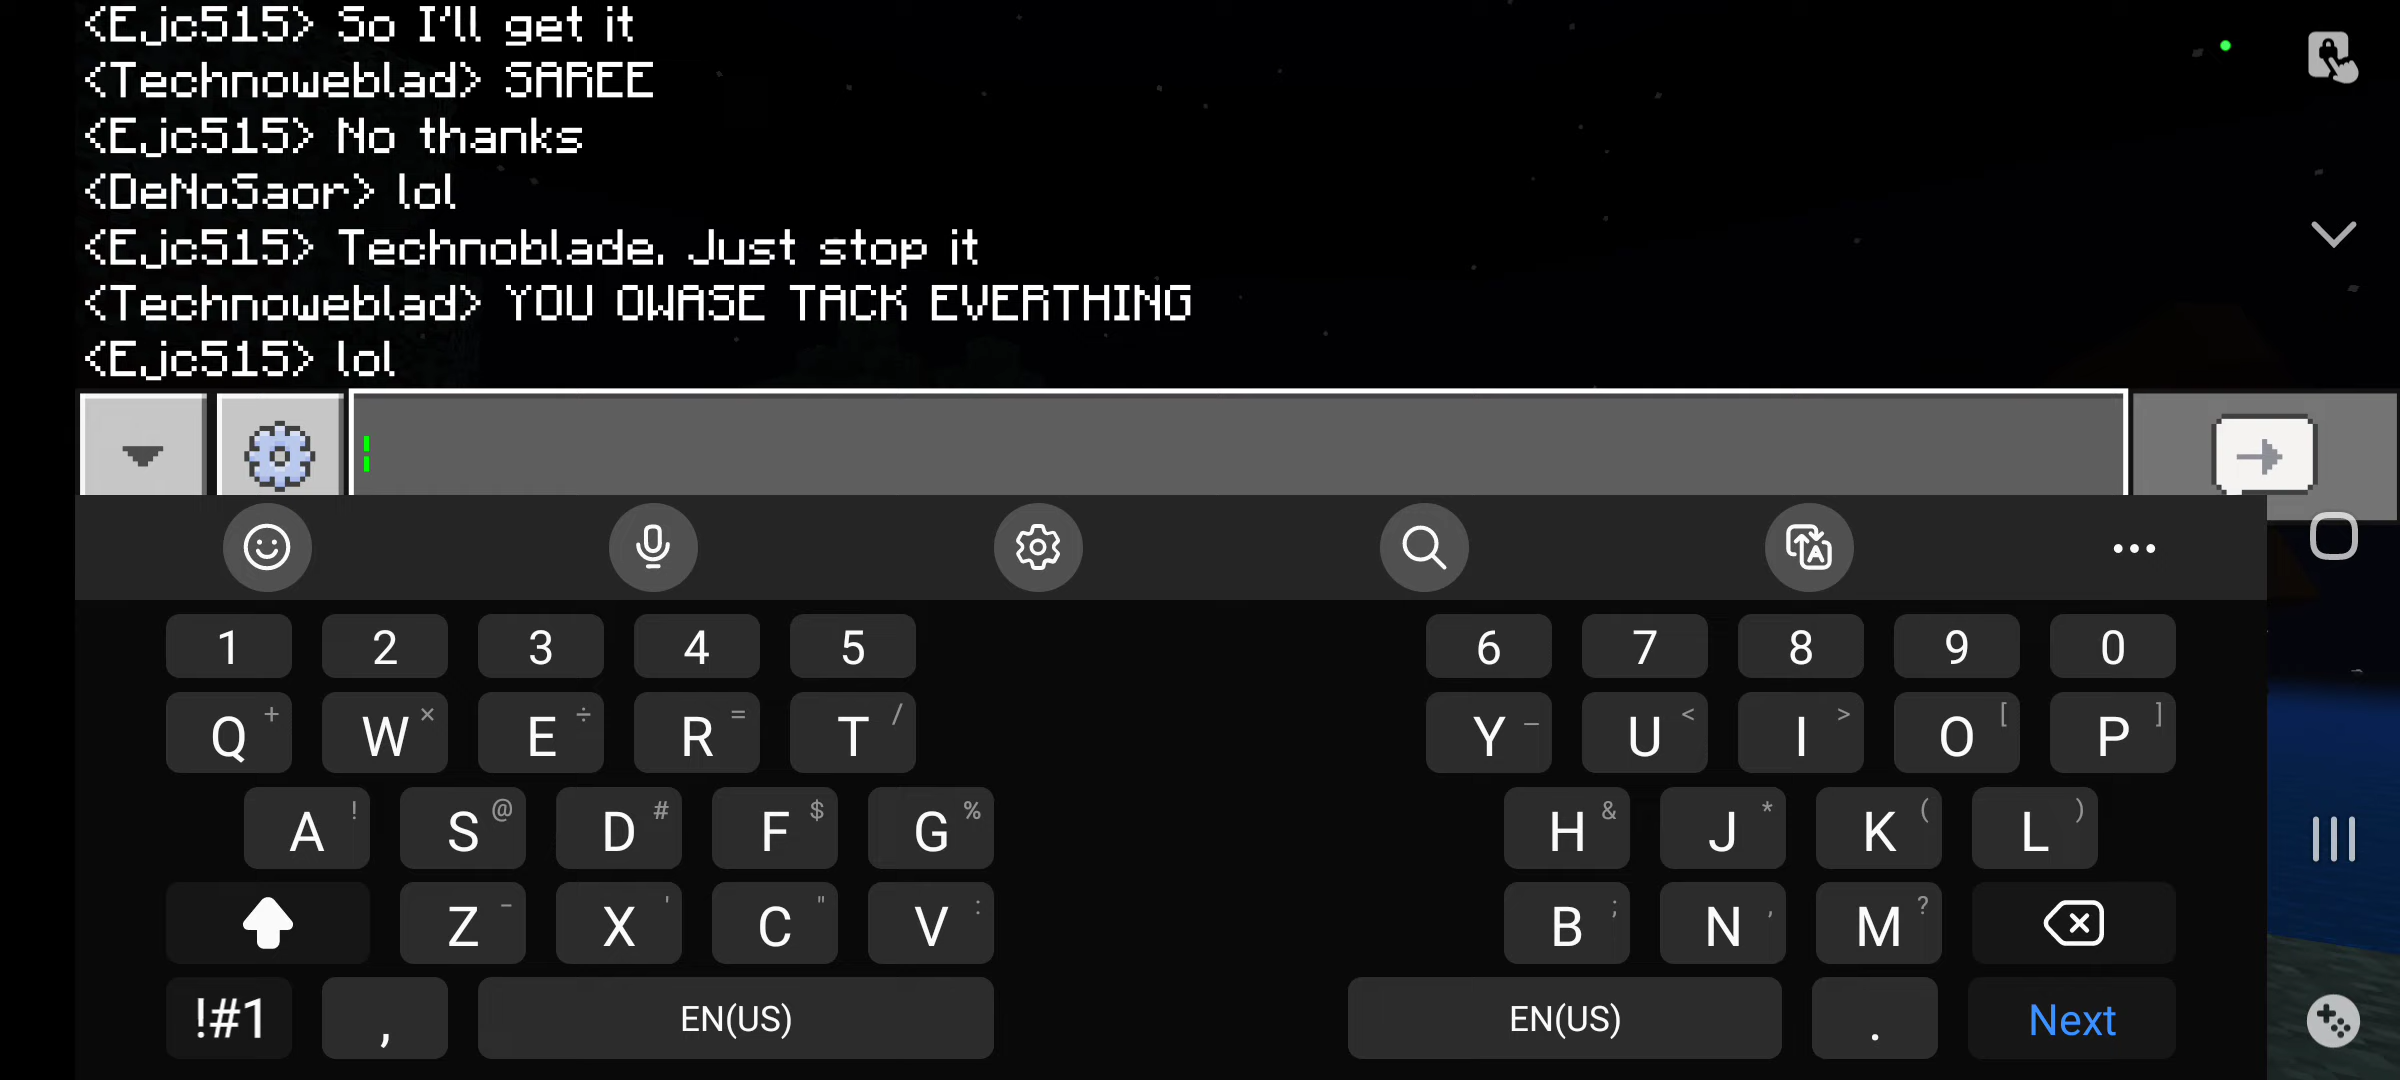 <Ejc515> So I'll get it
<Technoweblad> SAREE
<Ejc515> No thanks
<DeNoSaor> lol
<Ejc515> Technoblade. Just stop it
<Technoweblad> YOU OWASE TACK EVERTHING
<Ejc515> lol
1 2 3 4 5 6 7 8 9 0
Q + W × E ÷ R = T / Y _ U < I > O [ P ]
A ! S @ D # F $ G % H & J * K ( L )
Z - X ' C " V : B ; N , M ?
!#1 , EN(US) EN(US) . Next